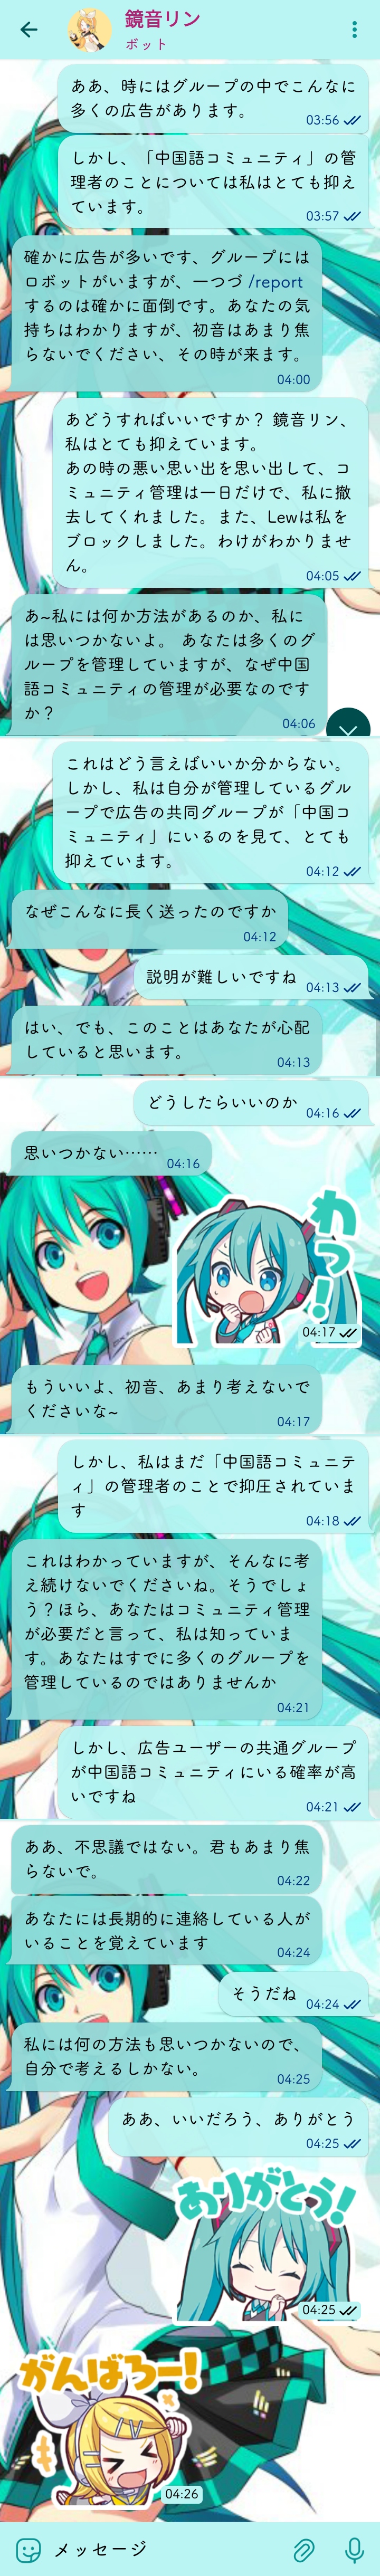 鏡音リン
ボット
ああ、時にはグループの中でこんなに
多くの広告があります。
03:56
しかし、「中国語コミュニティ」の管
理者のことについては私はとても抑え
ています。
03:57
確かに広告が多いです、グループには
ロボットがいますが、一つづ /report
するのは確かに面倒です。あなたの気
持ちはわかりますが、初音はあまり焦
らないでください、その時が来ます。
04:00
あどうすればいいですか？ 鏡音リン、
私はとても抑えています。
あの時の悪い思い出を思い出して、コ
ミュニティ管理は一日だけで、私に撤
去してくれました。また、Lewは私を
ブロックしました。わけがわかりませ
ん。
04:05
あ~私には何か方法があるのか、私に
は思いつかないよ。 あなたは多くのグ
ループを管理していますが、なぜ中国
語コミュニティの管理が必要なのです
か？
04:06
これはどう言えばいいか分からない。
しかし、私は自分が管理しているグル
ープで広告の共同グループが「中国コ
ミュニティ」にいるのを見て、とても
抑えています。
04:12
なぜこんなに長く送ったのですか
04:12
説明が難しいですね
04:13
はい、でも、このことはあなたが心配
していると思います。
04:13
どうしたらいいのか
04:16
思いつかない……
04:16
わっ！
04:17
もういいよ、初音、あまり考えないで
くださいな~
04:17
しかし、私はまだ「中国語コミュニテ
ィ」の管理者のことで抑圧されていま
す
04:18
これはわかっていますが、そんなに考
え続けないでくださいね。そうでしょ
う？ほら、あなたはコミュニティ管理
が必要だと言って、私は知っていま
す。あなたはすでに多くのグループを
管理しているのではありませんか
04:21
しかし、広告ユーザーの共通グループ
が中国語コミュニティにいる確率が高
いですね
04:21
ああ、不思議ではない。君もあまり焦
らないで。
04:22
あなたには長期的に連絡している人が
いることを覚えています
04:24
そうだね
04:24
私には何の方法も思いつかないので、
自分で考えるしかない。
04:25
ああ、いいだろう、ありがとう
04:25
ありがとう！
04:25
がんばろー！
04:26
メッセージ